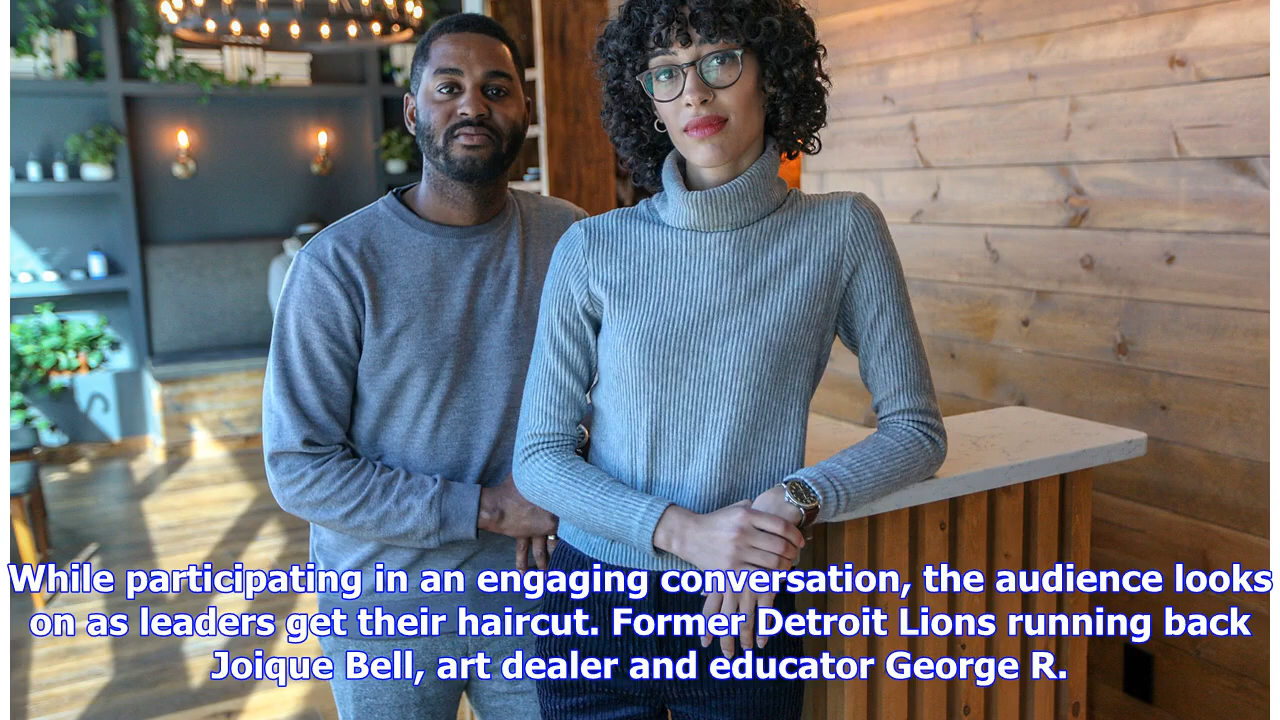 While participating in an engaging conversation, the audience looks
on as leaders get their haircut. Former Detroit Lions running back
Joique Bell, art dealer and educator George R.